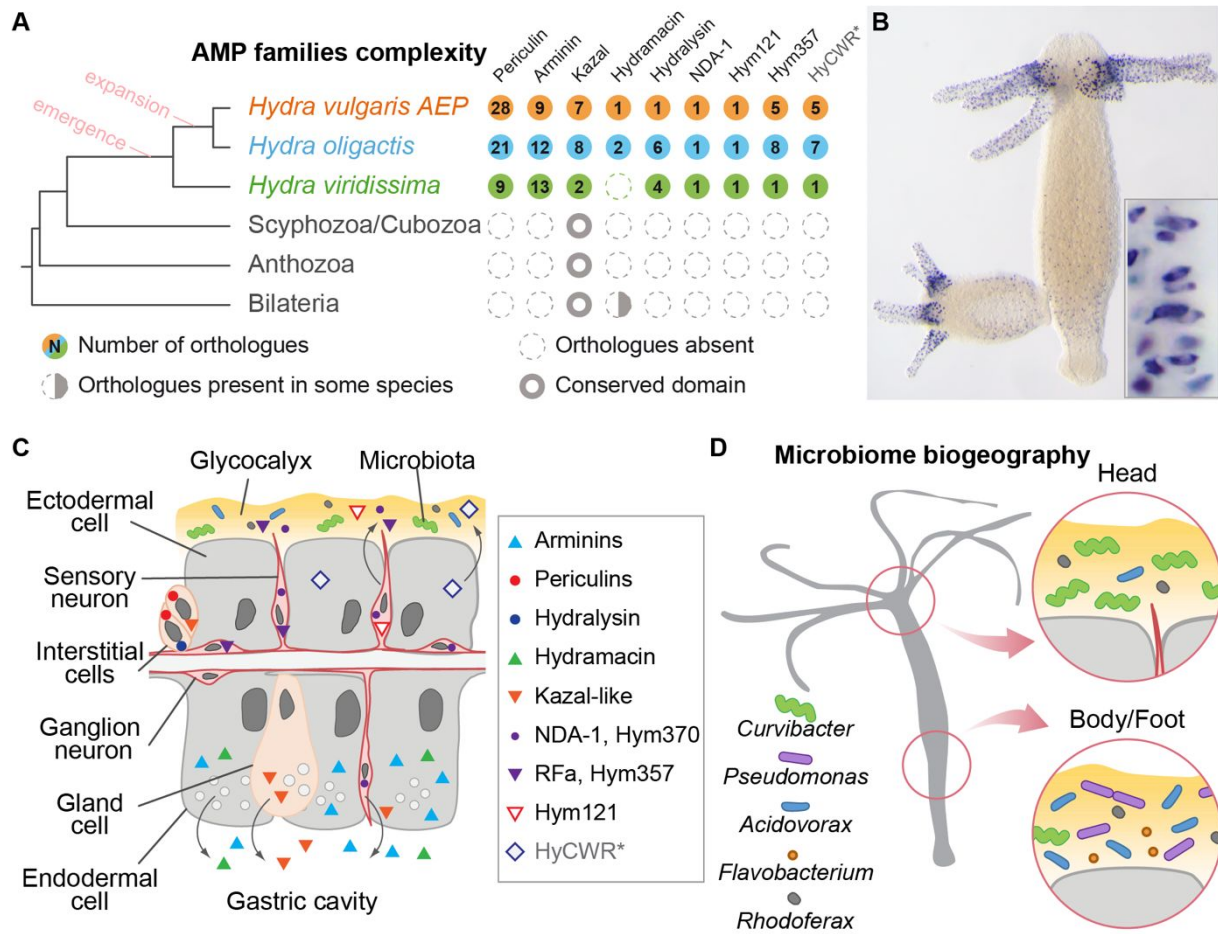 A
AMP families complexity
Periculin
Arminin
Kazal
Hydramacin
Hydralysin
NDA-1
Hym121
Hym357
HyCWR*
expansion
emergence
Hydra vulgaris AEP 28 9 7 1 1 1 1 5 5
Hydra oligactis 21 12 8 2 6 1 1 8 7
Hydra viridissima 9 13 2 4 1 1 1 1
Scyphozoa/Cubozoa
Anthozoa
Bilateria
N Number of orthologues
Orthologues absent
Orthologues present in some species
Conserved domain
B
C
Glycocalyx
Microbiota
Ectodermal
cell
Sensory
neuron
Interstitial
cells
Ganglion
neuron
Gland
cell
Endodermal
cell
Gastric cavity
Arminins
Periculins
Hydralysin
Hydramacin
Kazal-like
NDA-1, Hym370
RFa, Hym357
Hym121
HyCWR*
D
Microbiome biogeography
Head
Body/Foot
Curvibacter
Pseudomonas
Acidovorax
Flavobacterium
Rhodoferax